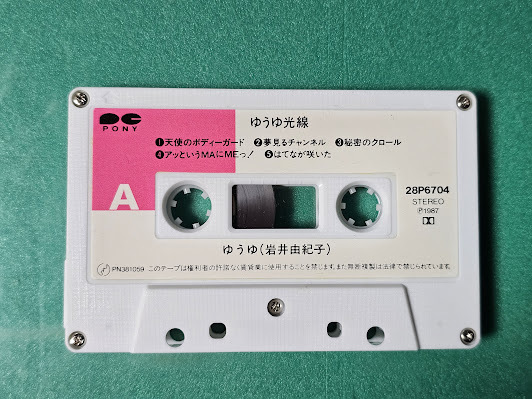 PONY
ゆうゆ光線
❶天使のボディーガード ❷夢見るチャンネル ❸秘密のクロール
❹アッというMAにMEっ! ❺はてなが咲いた
A
28P6704
STEREO
Ⓟ1987
ゆうゆ(岩井由紀子)
PN381059 このテープは権利者の許諾なく賃貸業に使用することを禁じます。また無断複製は法律で禁じられています。